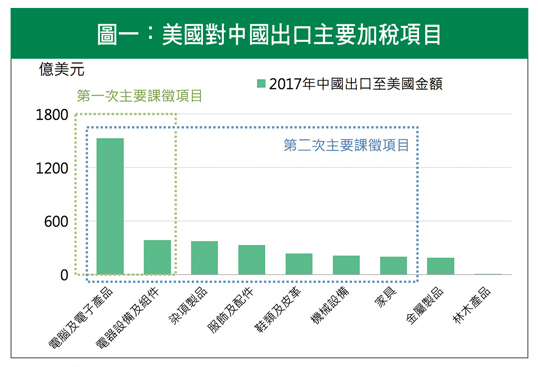 圖一：美國對中國出口主要加稅項目
億美元
2017年中國出口至美國金額
第一次主要課徵項目
第二次主要課徵項目
1800
1200
600
0
電腦及電子產品
電器設備及組件
染項製品
服飾及配件
鞋類及皮革
機械設備
家具
金屬製品
林木產品